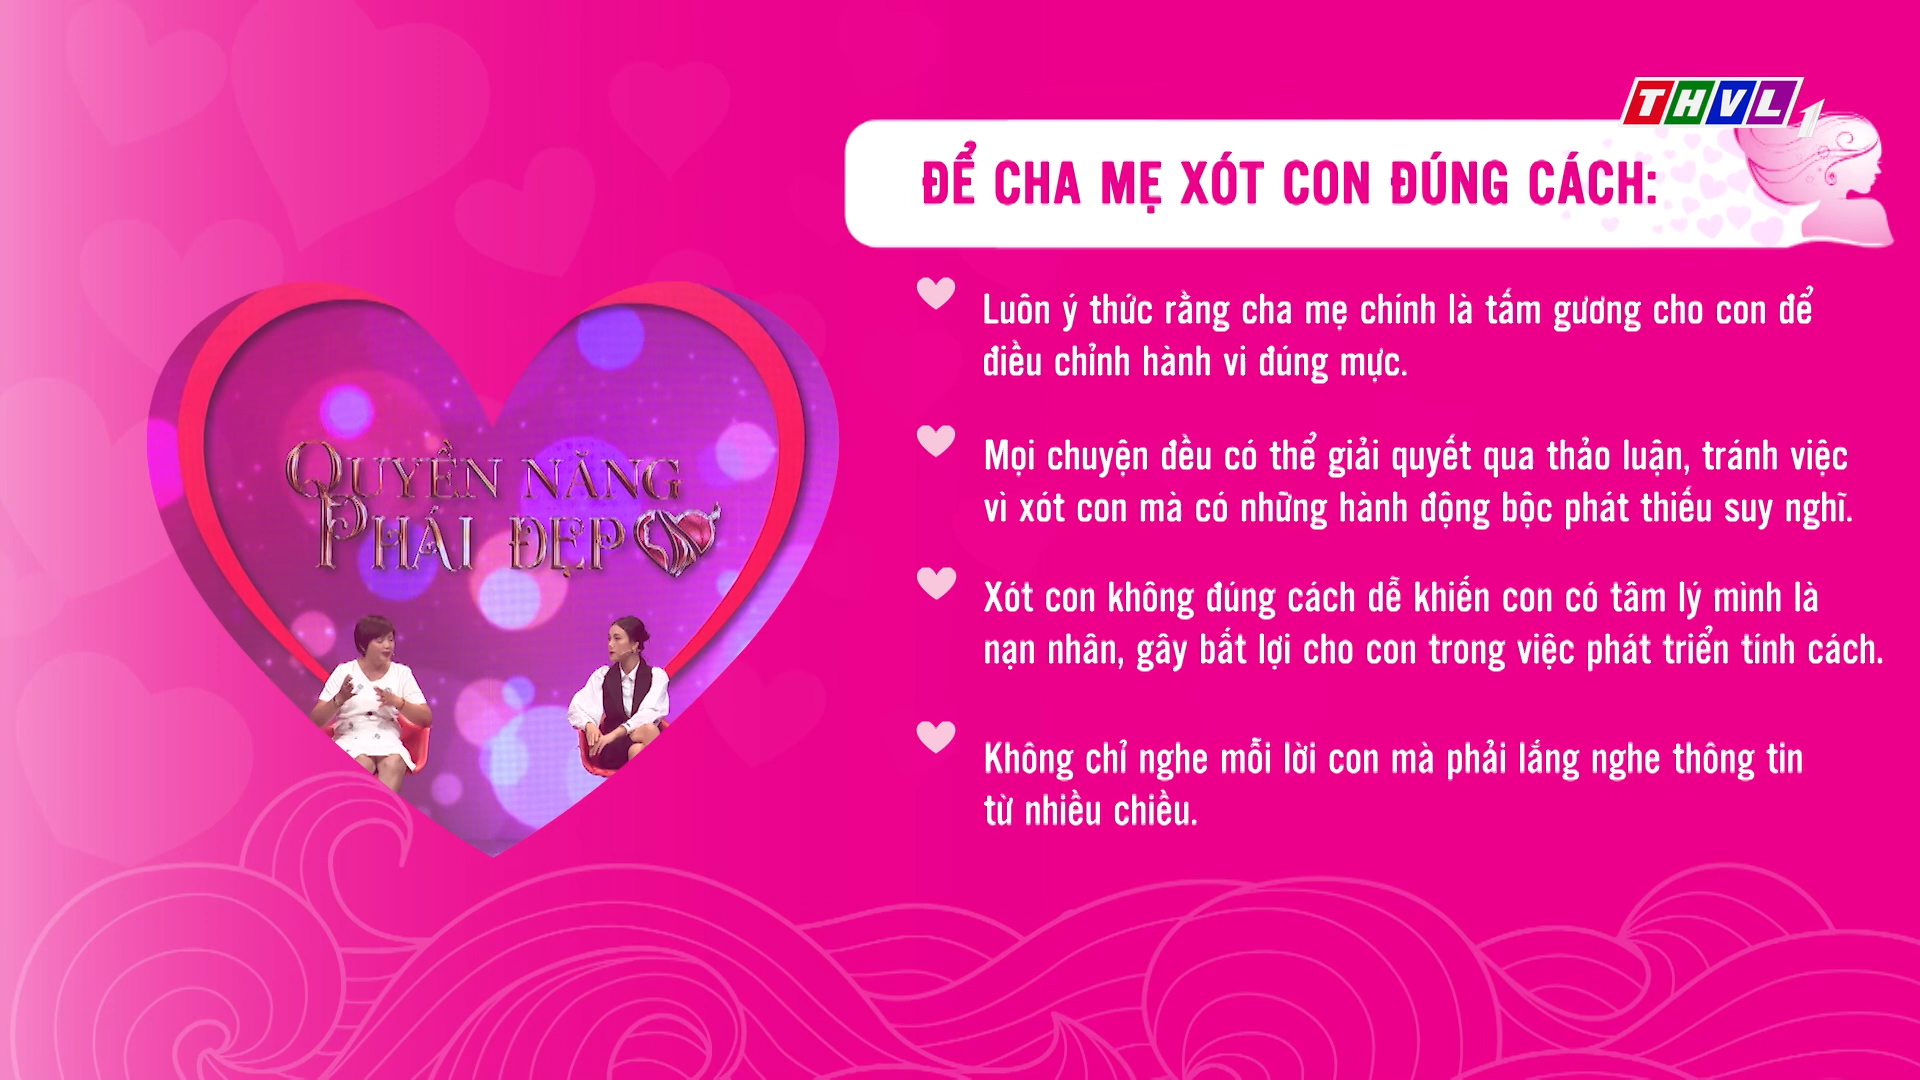 THVL1
ĐỂ CHA MẸ XÓT CON ĐÚNG CÁCH:
Luôn ý thức rằng cha mẹ chính là tấm gương cho con để
điều chỉnh hành vi đúng mực.
Mọi chuyện đều có thể giải quyết qua thảo luận, tránh việc
vì xót con mà có những hành động bộc phát thiếu suy nghĩ.
Xót con không đúng cách dễ khiến con có tâm lý mình là
nạn nhân, gây bất lợi cho con trong việc phát triển tính cách.
Không chỉ nghe mỗi lời con mà phải lắng nghe thông tin
từ nhiều chiều.
QUYỀN NĂNG
PHÁI ĐẸP